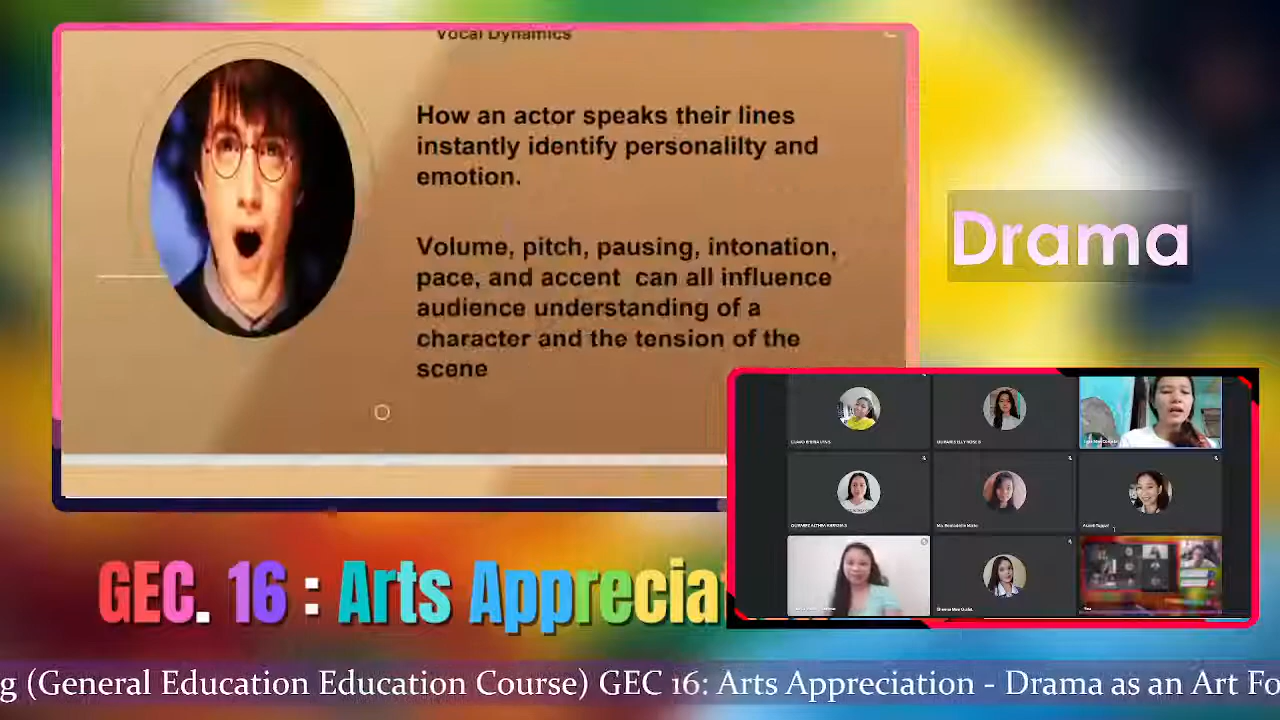 Vocal Dynamics
How an actor speaks their lines
instantly identify personalilty and
emotion.
Volume, pitch, pausing, intonation,
pace, and accent can all influence
audience understanding of a
character and the tension of the
scene
Drama
GEC. 16 : Arts Apprecia
g (General Education Education Course) GEC 16: Arts Appreciation - Drama as an Art Fo